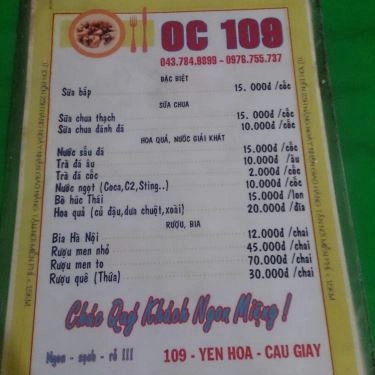 OC 109
043.784.9899 - 0976.755.737
ĐẶC BIỆT
Sữa bắp 15.000đ/cốc
SỮA CHUA
Sữa chua thạch 15.000đ/cốc
Sữa chua đánh đá 10.000đ/cốc
HOA QUẢ, NƯỚC GIẢI KHÁT
Nước sấu đá 15.000đ/cốc
Trà đá ấu 10.000đ/ấu
Trà đá cốc 2.000đ/cốc
Nước ngọt (Coca,C2,Sting..) 10.000đ/cốc
Bò húc Thái 15.000đ/lon
Hoa quả (củ đậu,dưa chuột,xoài) 20.000đ/đĩa
RƯỢU, BIA
Bia Hà Nội 12.000đ/chai
Rượu men nhỏ 45.000đ/chai
Rượu men to 70.000đ/chai
Rượu quê (Thứa) 30.000đ/chai
Chúc Quý Khách Ngon Miệng !
Ngon - sạch - rẻ !!!
109 - YEN HOA - CAU GIAY